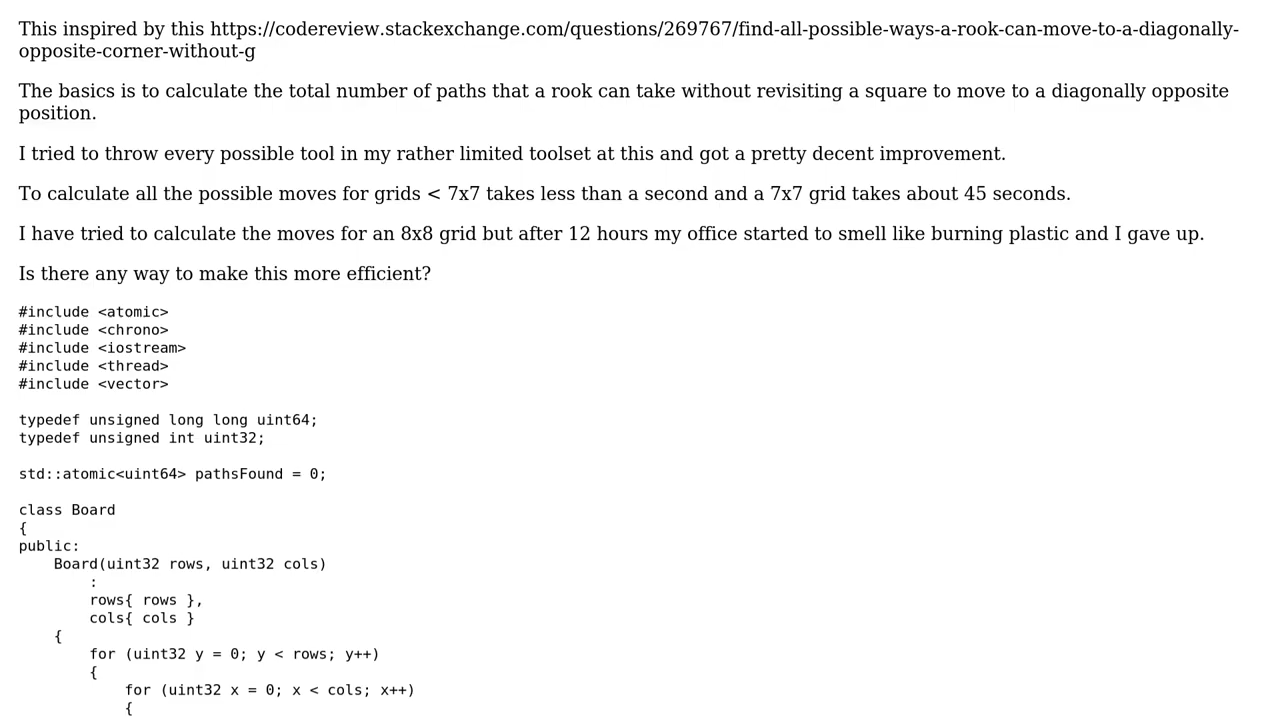 This inspired by this https://codereview.stackexchange.com/questions/269767/find-all-possible-ways-a-rook-can-move-to-a-diagonally-
opposite-corner-without-g
The basics is to calculate the total number of paths that a rook can take without revisiting a square to move to a diagonally opposite
position.
I tried to throw every possible tool in my rather limited toolset at this and got a pretty decent improvement.
To calculate all the possible moves for grids < 7x7 takes less than a second and a 7x7 grid takes about 45 seconds.
I have tried to calculate the moves for an 8x8 grid but after 12 hours my office started to smell like burning plastic and I gave up.
Is there any way to make this more efficient?
#include <atomic>
#include <chrono>
#include <iostream>
#include <thread>
#include <vector>

typedef unsigned long long uint64;
typedef unsigned int uint32;

std::atomic<uint64> pathsFound = 0;

class Board
{
public:
    Board(uint32 rows, uint32 cols)
        :
        rows{ rows },
        cols{ cols }
    {
        for (uint32 y = 0; y < rows; y++)
        {
            for (uint32 x = 0; x < cols; x++)
            {